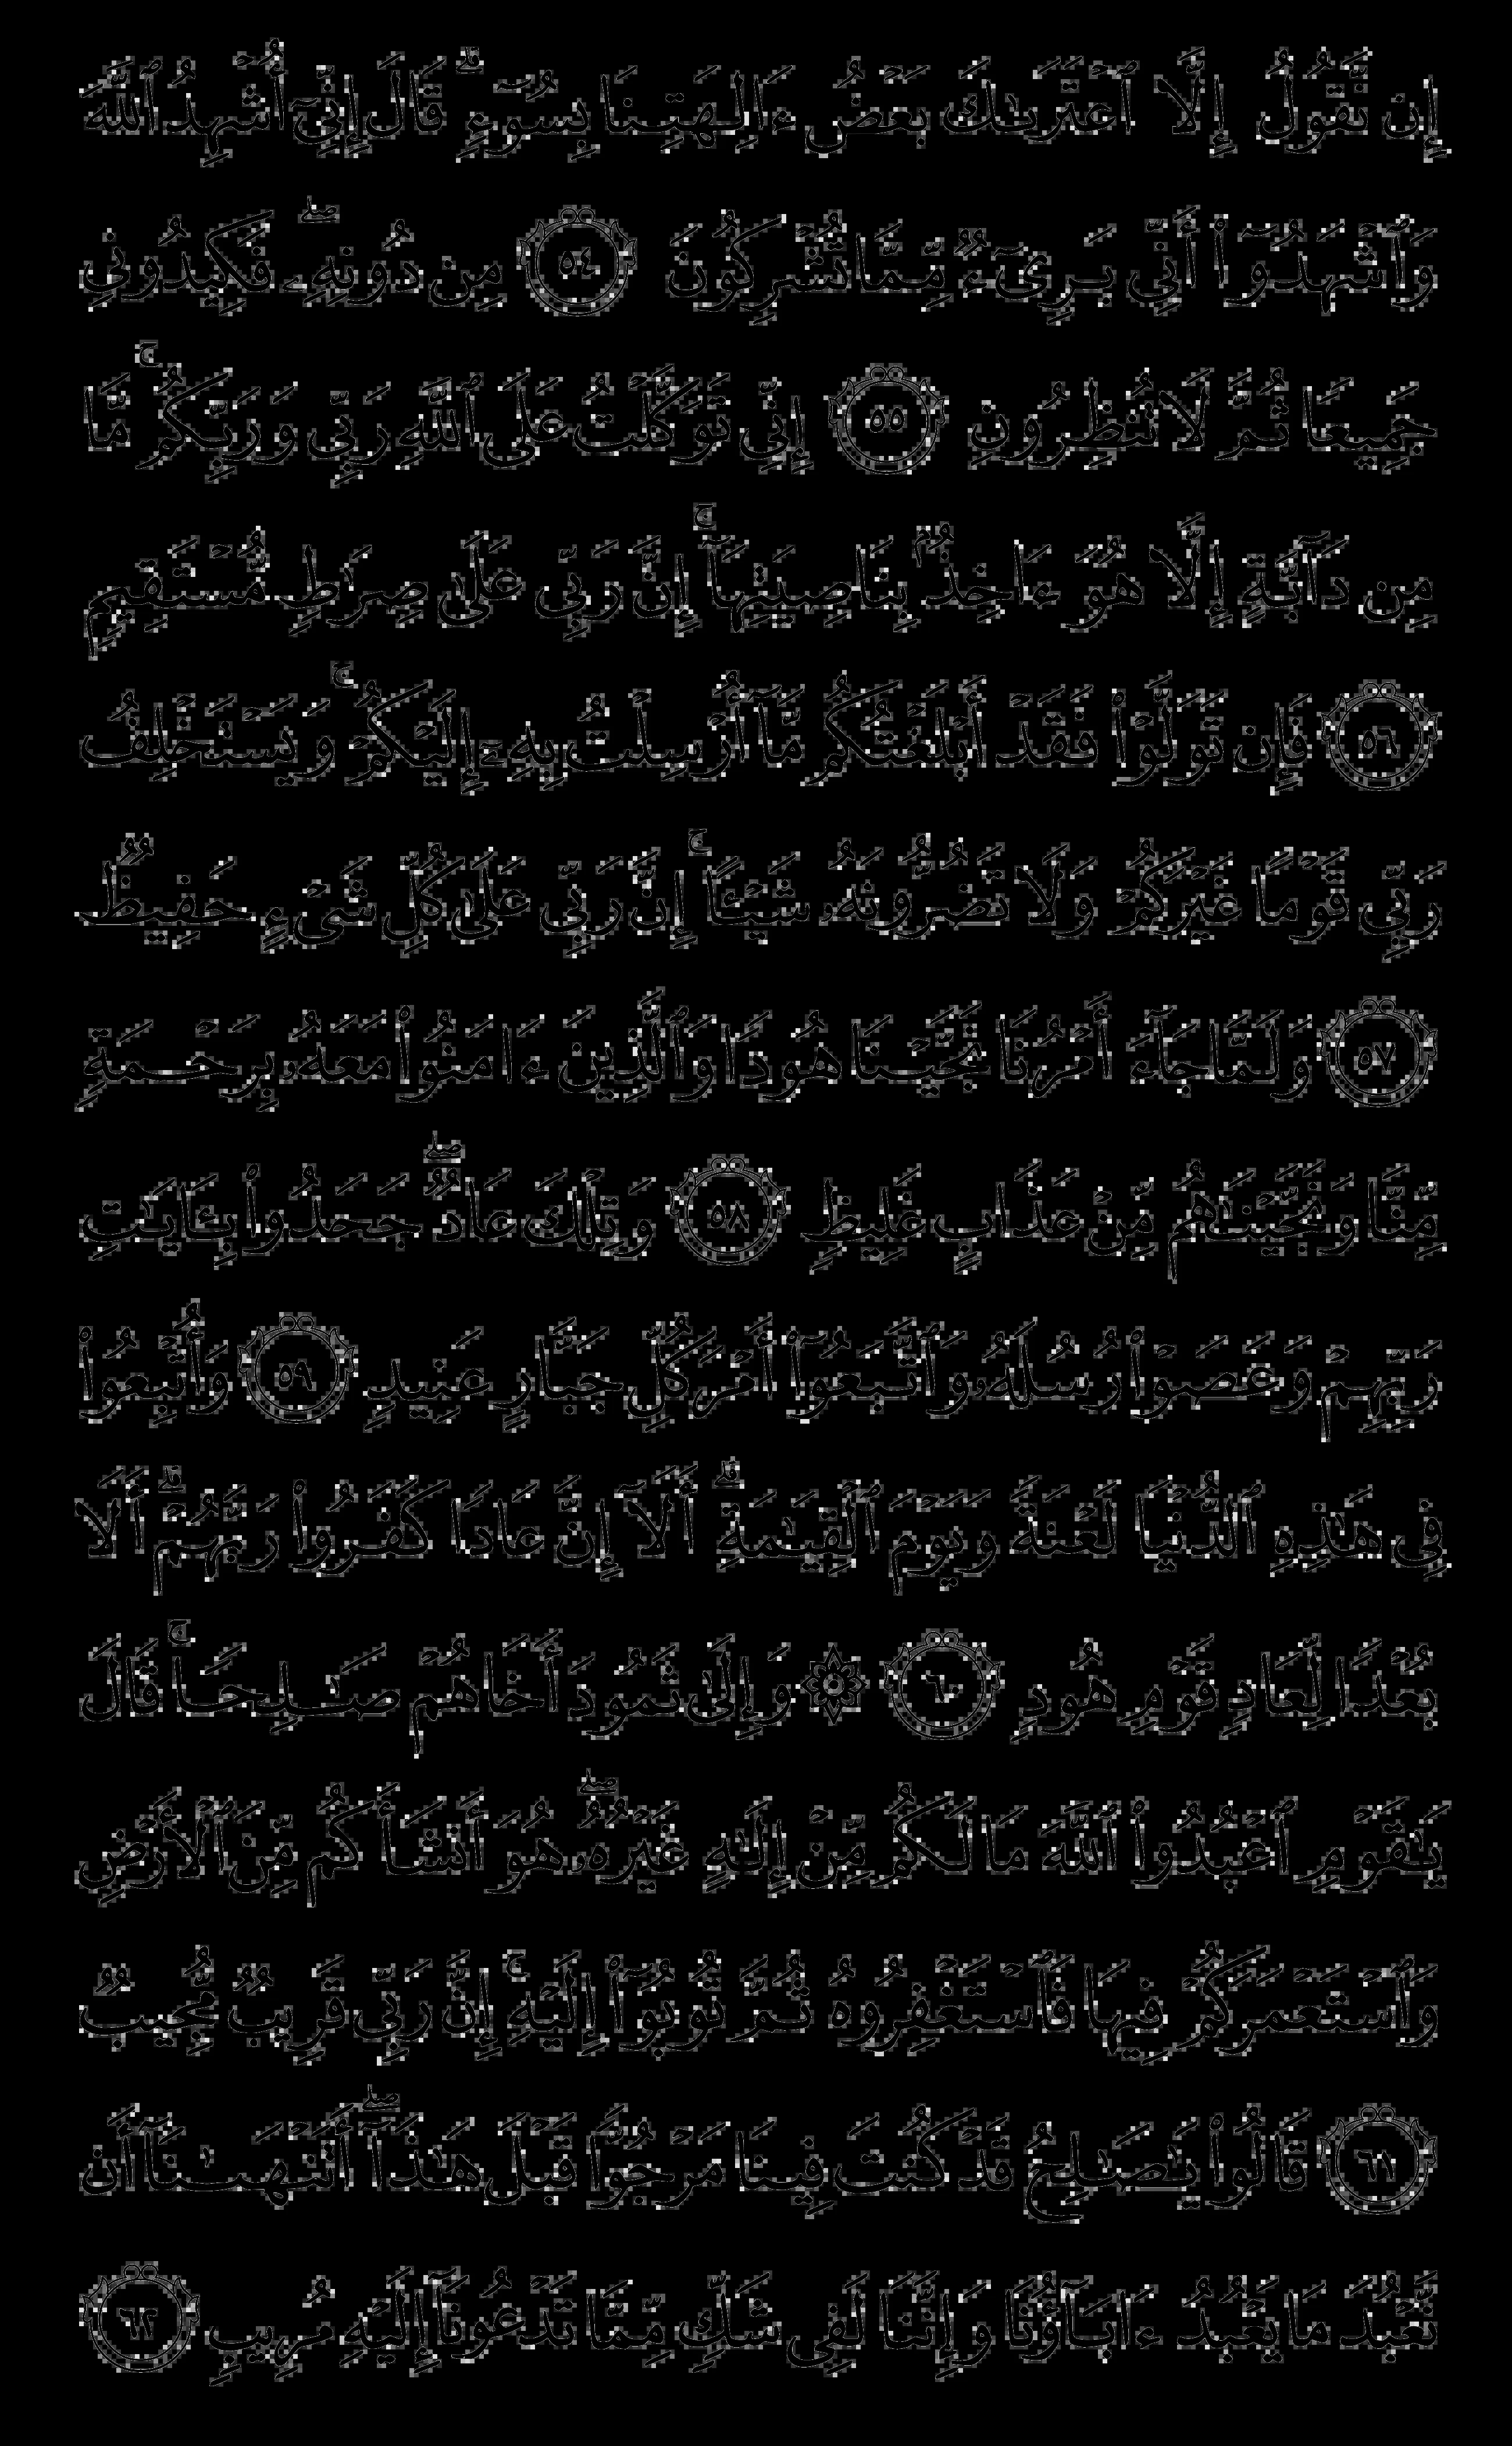 إِن نَّقُولُ إِلَّا ٱعْتَرَىٰكَ بَعْضُ ءَالِهَتِنَا بِسُوٓءٍ ۗ قَالَ إِنِّىٓ أُشْهِدُ ٱللَّهَ
وَٱشْهَدُوٓا۟ أَنِّى بَرِىٓءٌ مِّمَّا تُشْرِكُونَ ٥٤ مِن دُونِهِۦ ۖ فَكِيدُونِى
جَمِيعًا ثُمَّ لَا تُنظِرُونِ ٥٥ إِنِّى تَوَكَّلْتُ عَلَى ٱللَّهِ رَبِّى وَرَبِّكُم ۚ مَّا
مِن دَآبَّةٍ إِلَّا هُوَ ءَاخِذٌۢ بِنَاصِيَتِهَآ ۚ إِنَّ رَبِّى عَلَىٰ صِرَٰطٍ مُّسْتَقِيمٍ
٥٦ فَإِن تَوَلَّوْا۟ فَقَدْ أَبْلَغْتُكُم مَّآ أُرْسِلْتُ بِهِۦٓ إِلَيْكُمْ ۚ وَيَسْتَخْلِفُ
رَبِّى قَوْمًا غَيْرَكُمْ وَلَا تَضُرُّونَهُۥ شَيْـًٔا ۚ إِنَّ رَبِّى عَلَىٰ كُلِّ شَىْءٍ حَفِيظٌ
٥٧ وَلَمَّا جَآءَ أَمْرُنَا نَجَّيْنَا هُودًا وَٱلَّذِينَ ءَامَنُوا۟ مَعَهُۥ بِرَحْمَةٍ
مِّنَّا وَنَجَّيْنَٰهُم مِّنْ عَذَابٍ غَلِيظٍ ٥٨ وَتِلْكَ عَادٌ ۖ جَحَدُوا۟ بِـَٔايَٰتِ
رَبِّهِمْ وَعَصَوْا۟ رُسُلَهُۥ وَٱتَّبَعُوٓا۟ أَمْرَ كُلِّ جَبَّارٍ عَنِيدٍ ٥٩ وَأُتْبِعُوا۟
فِى هَٰذِهِ ٱلدُّنْيَا لَعْنَةً وَيَوْمَ ٱلْقِيَٰمَةِ ۗ أَلَآ إِنَّ عَادًا كَفَرُوا۟ رَبَّهُمْ ۗ أَلَا
بُعْدًا لِّعَادٍ قَوْمِ هُودٍ ٦٠ ۞ وَإِلَىٰ ثَمُودَ أَخَاهُمْ صَٰلِحًا ۚ قَالَ
يَٰقَوْمِ ٱعْبُدُوا۟ ٱللَّهَ مَا لَكُم مِّنْ إِلَٰهٍ غَيْرُهُۥ ۖ هُوَ أَنشَأَكُم مِّنَ ٱلْأَرْضِ
وَٱسْتَعْمَرَكُمْ فِيهَا فَٱسْتَغْفِرُوهُ ثُمَّ تُوبُوٓا۟ إِلَيْهِ ۚ إِنَّ رَبِّى قَرِيبٌ مُّجِيبٌ
٦١ قَالُوا۟ يَٰصَٰلِحُ قَدْ كُنتَ فِينَا مَرْجُوًّا قَبْلَ هَٰذَآ ۖ أَتَنْهَىٰنَآ أَن
نَّعْبُدَ مَا يَعْبُدُ ءَابَآؤُنَا وَإِنَّنَا لَفِى شَكٍّ مِّمَّا تَدْعُونَآ إِلَيْهِ مُرِيبٍ ٦٢